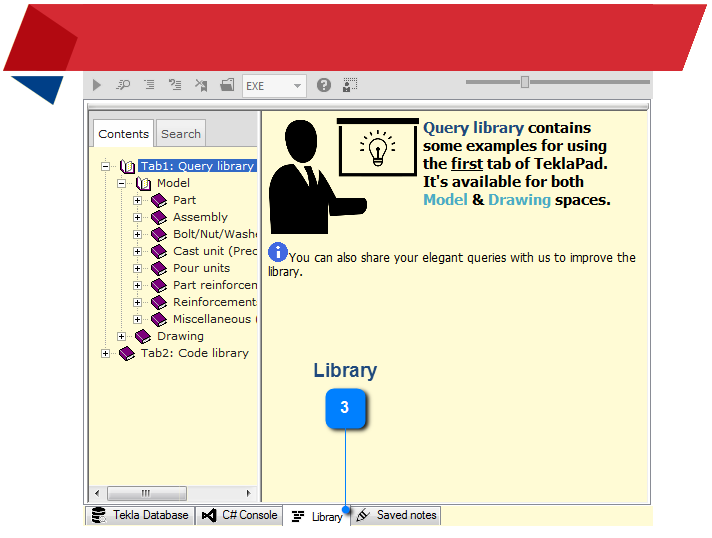 EXE
Contents Search
Tab1: Query library
Model
Part
Assembly
Bolt/Nut/Washe
Cast unit (Prec
Pour units
Part reinforcen
Reinforcement
Miscellaneous (
Drawing
Tab2: Code library
Query library contains
some examples for using
the first tab of TeklaPad.
It's available for both
Model & Drawing spaces.
You can also share your elegant queries with us to improve the
library.
Library
3
Tekla Database C# Console Library Saved notes